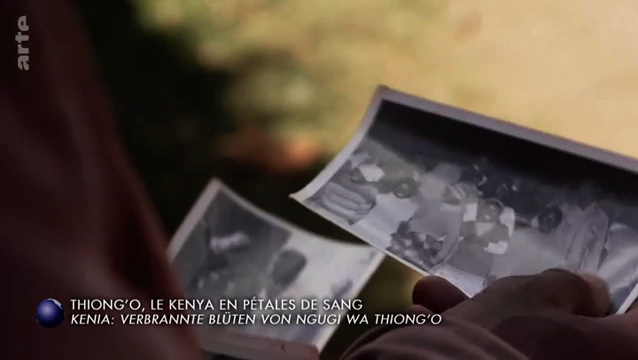 arte
THIONG'O, LE KENYA EN PÉTALES DE SANG
KENIA: VERBRANNTE BLÜTEN VON NGUGI WA THIONG'O